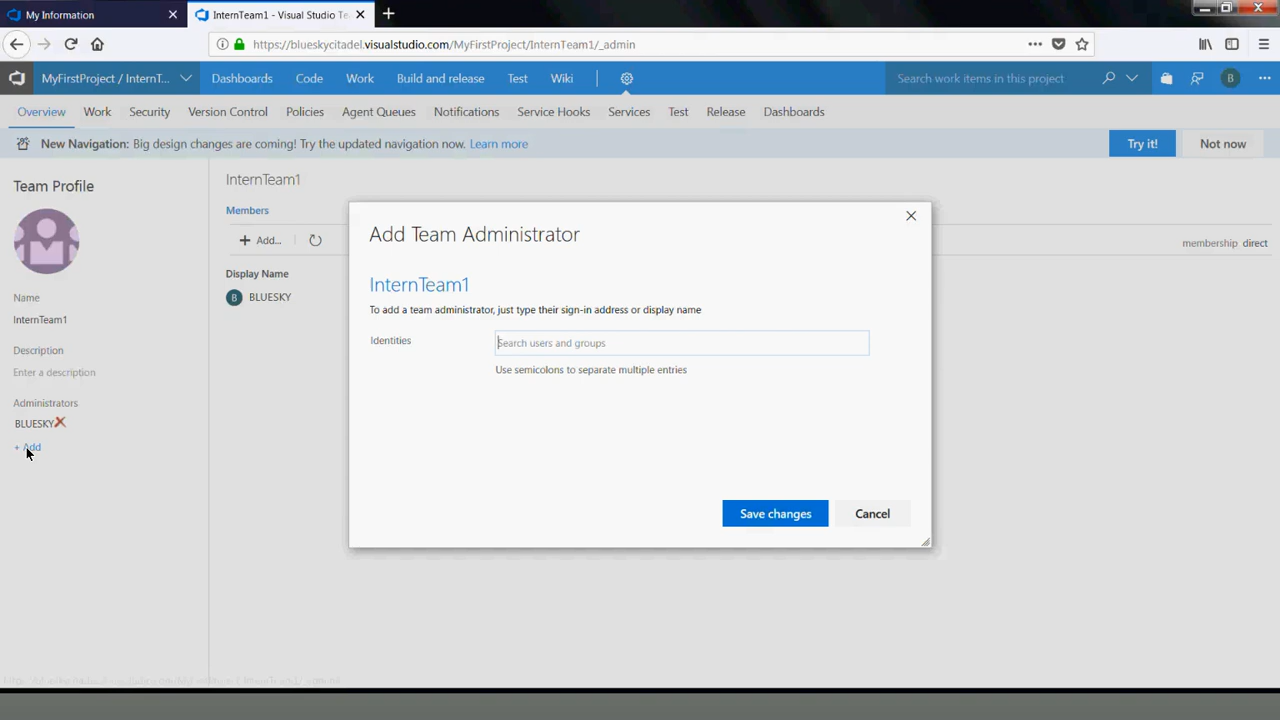 My Information
InternTeam1 - Visual Studio Te
https://blueskycitadel.visualstudio.com/MyFirstProject/InternTeam1/_admin
MyFirstProject / InternT... Dashboards Code Work Build and release Test Wiki Search work items in this project B
Overview Work Security Version Control Policies Agent Queues Notifications Service Hooks Services Test Release Dashboards
New Navigation: Big design changes are coming! Try the updated navigation now. Learn more Try it! Not now
Team Profile
Name
InternTeam1
Description
Enter a description
Administrators
BLUESKY
+ Add
InternTeam1
Members
+ Add...
membership direct
Display Name
B BLUESKY
Add Team Administrator
InternTeam1
To add a team administrator, just type their sign-in address or display name
Identities
Search users and groups
Use semicolons to separate multiple entries
Save changes Cancel